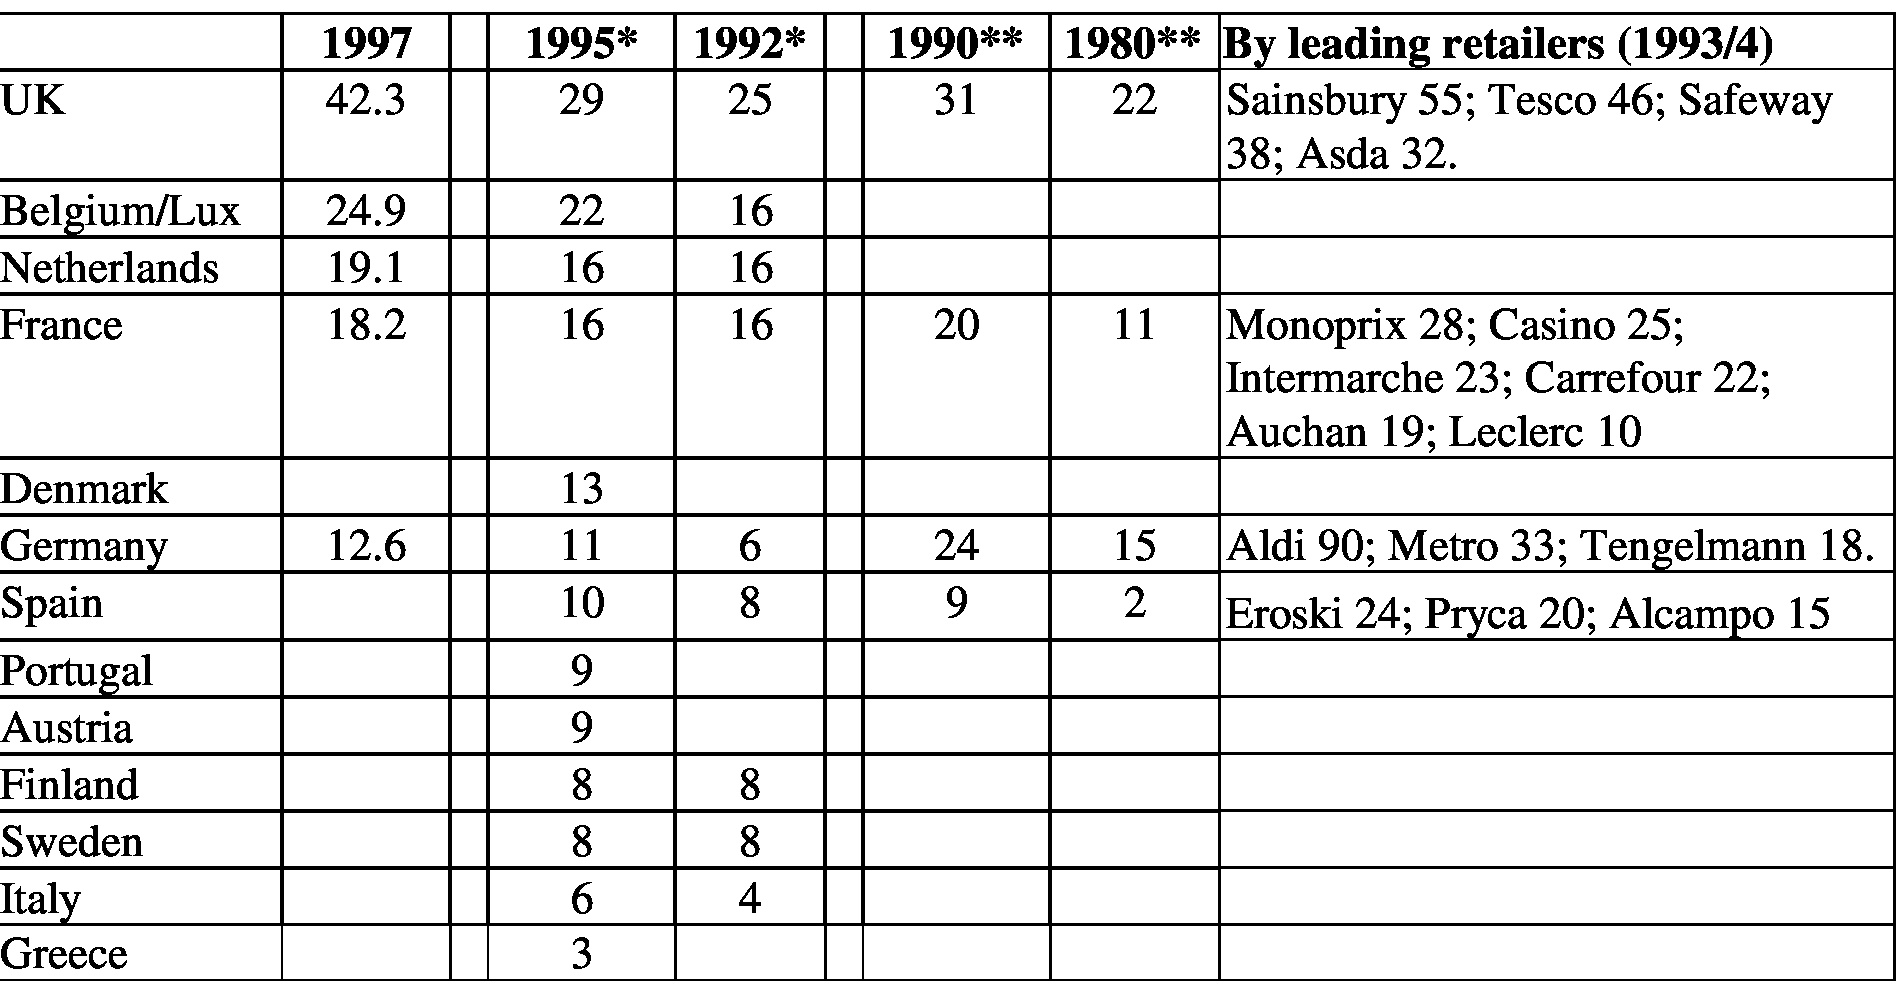 1997 1995* 1992* 1990** 1980** By leading retailers (1993/4)
UK 42.3 29 25 31 22 Sainsbury 55; Tesco 46; Safeway
38; Asda 32.
Belgium/Lux 24.9 22 16
Netherlands 19.1 16 16
France 18.2 16 16 20 11 Monoprix 28; Casino 25;
Intermarche 23; Carrefour 22;
Auchan 19; Leclerc 10
Denmark 13
Germany 12.6 11 6 24 15 Aldi 90; Metro 33; Tengelmann 18.
Spain 10 8 9 2 Eroski 24; Pryca 20; Alcampo 15
Portugal 9
Austria 9
Finland 8 8
Sweden 8 8
Italy 6 4
Greece 3